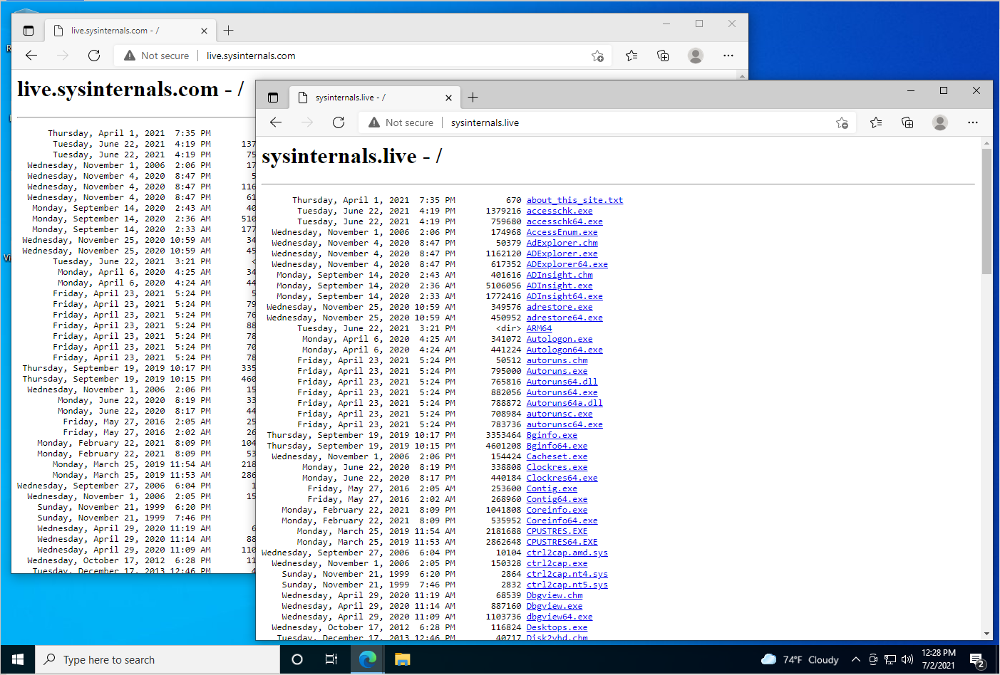 live.sysinternals.com - /
Not secure
live.sysinternals.com
live.sysinternals.com - /
Thursday, April 1, 2021 7:35 PM
Tuesday, June 22, 2021 4:19 PM 137
Tuesday, June 22, 2021 4:19 PM 75
Wednesday, November 1, 2006 2:06 PM 17
Wednesday, November 4, 2020 8:47 PM 5
Wednesday, November 4, 2020 8:47 PM 116
Wednesday, November 4, 2020 8:47 PM 61
Monday, September 14, 2020 2:43 AM 40
Monday, September 14, 2020 2:36 AM 510
Monday, September 14, 2020 2:33 AM 177
Wednesday, November 25, 2020 10:59 AM 34
Wednesday, November 25, 2020 10:59 AM 45
Tuesday, June 22, 2021 3:21 PM <
Monday, April 6, 2020 4:25 AM 34
Monday, April 6, 2020 4:24 AM 44
Friday, April 23, 2021 5:24 PM 5
Friday, April 23, 2021 5:24 PM 79
Friday, April 23, 2021 5:24 PM 76
Friday, April 23, 2021 5:24 PM 88
Friday, April 23, 2021 5:24 PM 78
Friday, April 23, 2021 5:24 PM 70
Friday, April 23, 2021 5:24 PM 78
Thursday, September 19, 2019 10:17 PM 335
Thursday, September 19, 2019 10:15 PM 460
Wednesday, November 1, 2006 2:06 PM 15
Monday, June 22, 2020 8:19 PM 33
Monday, June 22, 2020 8:17 PM 44
Friday, May 27, 2016 2:05 AM 25
Friday, May 27, 2016 2:02 AM 26
Monday, February 22, 2021 8:09 PM 104
Monday, February 22, 2021 8:09 PM 53
Monday, March 25, 2019 11:54 AM 218
Monday, March 25, 2019 11:53 AM 286
Wednesday, September 27, 2006 6:04 PM 1
Wednesday, November 1, 2006 2:05 PM 15
Sunday, November 21, 1999 6:20 PM
Sunday, November 21, 1999 7:46 PM
Wednesday, April 29, 2020 11:19 AM 6
Wednesday, April 29, 2020 11:14 AM 88
Wednesday, April 29, 2020 11:09 AM 110
Wednesday, October 17, 2012 6:28 PM 11
Tuesday, December 17, 2013 12:46 PM 4
sysinternals.live - /
Not secure
sysinternals.live
sysinternals.live - /
Thursday, April 1, 2021 7:35 PM 670 about_this_site.txt
Tuesday, June 22, 2021 4:19 PM 1379216 accesschk.exe
Tuesday, June 22, 2021 4:19 PM 759680 accesschk64.exe
Wednesday, November 1, 2006 2:06 PM 174968 AccessEnum.exe
Wednesday, November 4, 2020 8:47 PM 50379 AdExplorer.chm
Wednesday, November 4, 2020 8:47 PM 1162120 ADExplorer.exe
Wednesday, November 4, 2020 8:47 PM 617352 ADExplorer64.exe
Monday, September 14, 2020 2:43 AM 401616 ADInsight.chm
Monday, September 14, 2020 2:36 AM 5106056 ADInsight.exe
Monday, September 14, 2020 2:33 AM 1772416 ADInsight64.exe
Wednesday, November 25, 2020 10:59 AM 349576 adrestore.exe
Wednesday, November 25, 2020 10:59 AM 450952 adrestore64.exe
Tuesday, June 22, 2021 3:21 PM <dir> ARM64
Monday, April 6, 2020 4:25 AM 341072 Autologon.exe
Monday, April 6, 2020 4:24 AM 441224 Autologon64.exe
Friday, April 23, 2021 5:24 PM 50512 autoruns.chm
Friday, April 23, 2021 5:24 PM 795000 Autoruns.exe
Friday, April 23, 2021 5:24 PM 765816 Autoruns64.dll
Friday, April 23, 2021 5:24 PM 882056 Autoruns64.exe
Friday, April 23, 2021 5:24 PM 788872 Autoruns64a.dll
Friday, April 23, 2021 5:24 PM 708984 autorunsc.exe
Friday, April 23, 2021 5:24 PM 783736 autorunsc64.exe
Thursday, September 19, 2019 10:17 PM 3353464 Bginfo.exe
Thursday, September 19, 2019 10:15 PM 4601208 Bginfo64.exe
Wednesday, November 1, 2006 2:06 PM 154424 Cacheset.exe
Monday, June 22, 2020 8:19 PM 338808 Clockres.exe
Monday, June 22, 2020 8:17 PM 440184 Clockres64.exe
Friday, May 27, 2016 2:05 AM 253600 Contig.exe
Friday, May 27, 2016 2:02 AM 268960 Contig64.exe
Monday, February 22, 2021 8:09 PM 1041808 Coreinfo.exe
Monday, February 22, 2021 8:09 PM 535952 Coreinfo64.exe
Monday, March 25, 2019 11:54 AM 2181688 CPUSTRES.EXE
Monday, March 25, 2019 11:53 AM 2862648 CPUSTRES64.EXE
Wednesday, September 27, 2006 6:04 PM 10104 ctrl2cap.amd.sys
Wednesday, November 1, 2006 2:05 PM 150328 ctrl2cap.exe
Sunday, November 21, 1999 6:20 PM 2864 ctrl2cap.nt4.sys
Sunday, November 21, 1999 7:46 PM 2832 ctrl2cap.nt5.sys
Wednesday, April 29, 2020 11:19 AM 68539 Dbgview.chm
Wednesday, April 29, 2020 11:14 AM 887160 Dbgview.exe
Wednesday, April 29, 2020 11:09 AM 1103736 dbgview64.exe
Wednesday, October 17, 2012 6:28 PM 116824 Desktops.exe
Tuesday, December 17, 2013 12:46 PM 40717 Disk2vhd.chm
Type here to search
74°F Cloudy
12:28 PM
7/2/2021
2